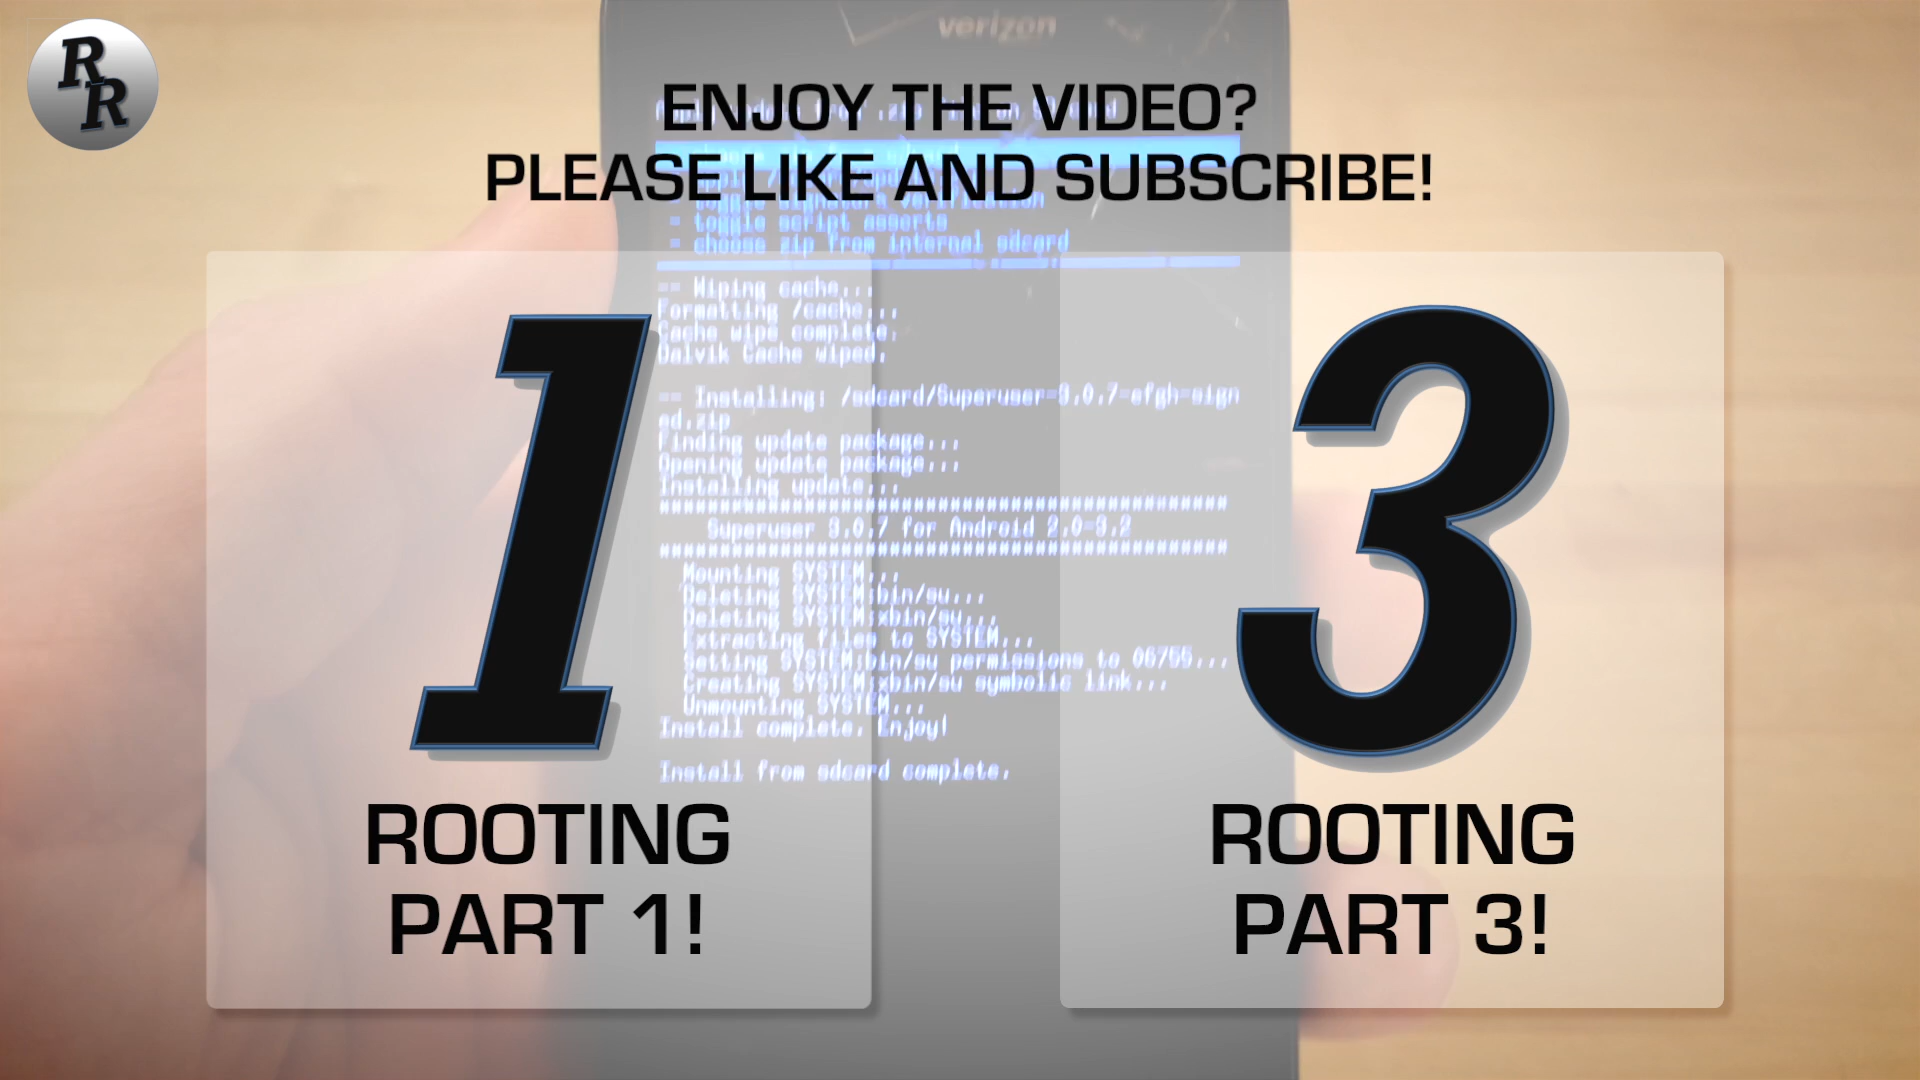 RR
verizon
ENJOY THE VIDEO?
PLEASE LIKE AND SUBSCRIBE!
- toggle signature verification
- toggle script asserts
- choose zip from internal sdcard
-- Wiping cache...
Formatting /cache...
Cache wipe complete.
Dalvik Cache wiped.
-- Installing: /sdcard/Superuser-3.0.7-efgh-sign
ed.zip
Finding update package...
Opening update package...
Installing update...
Superuser 3.0.7 for Android 2.0-3.2
Mounting SYSTEM...
Deleting SYSTEM:bin/su...
Deleting SYSTEM:xbin/su...
Extracting files to SYSTEM...
Setting SYSTEM:bin/su permissions to 06755...
Creating SYSTEM:xbin/su symbolic link...
Unmounting SYSTEM...
Install complete. Enjoy!
Install from sdcard complete.
1
ROOTING
PART 1!
3
ROOTING
PART 3!